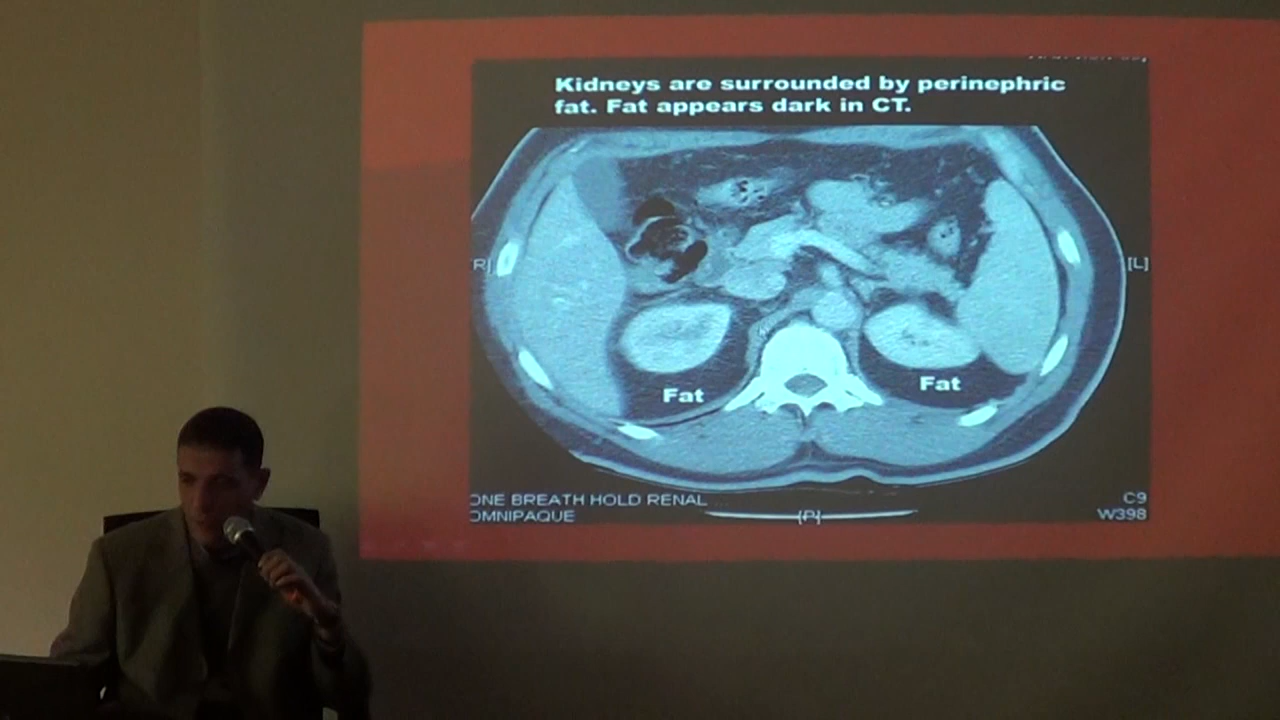 Kidneys are surrounded by perinephric
fat. Fat appears dark in CT.
R]
[L]
Fat
Fat
ONE BREATH HOLD RENAL
OMNIPAQUE
[P]
C9
W398